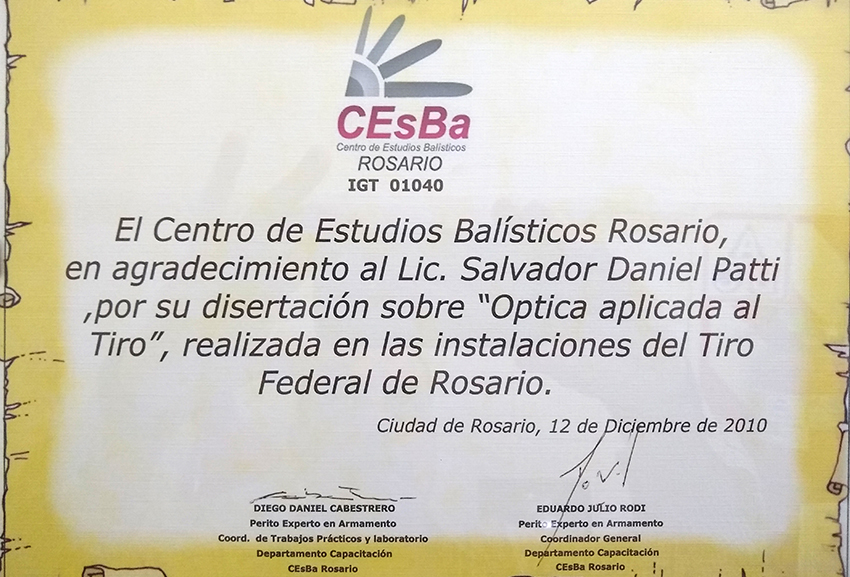 CEsBa
Centro de Estudios Balísticos
ROSARIO
IGT 01040
El Centro de Estudios Balísticos Rosario,
en agradecimiento al Lic. Salvador Daniel Patti
,por su disertación sobre “Optica aplicada al
Tiro”, realizada en las instalaciones del Tiro
Federal de Rosario.
Ciudad de Rosario, 12 de Diciembre de 2010
DIEGO DANIEL CABESTRERO
Perito Experto en Armamento
Coord. de Trabajos Prácticos y laboratorio
Departamento Capacitación
CEsBa Rosario
EDUARDO JULIO RODI
Perito Experto en Armamento
Coordinador General
Departamento Capacitación
CEsBa Rosario